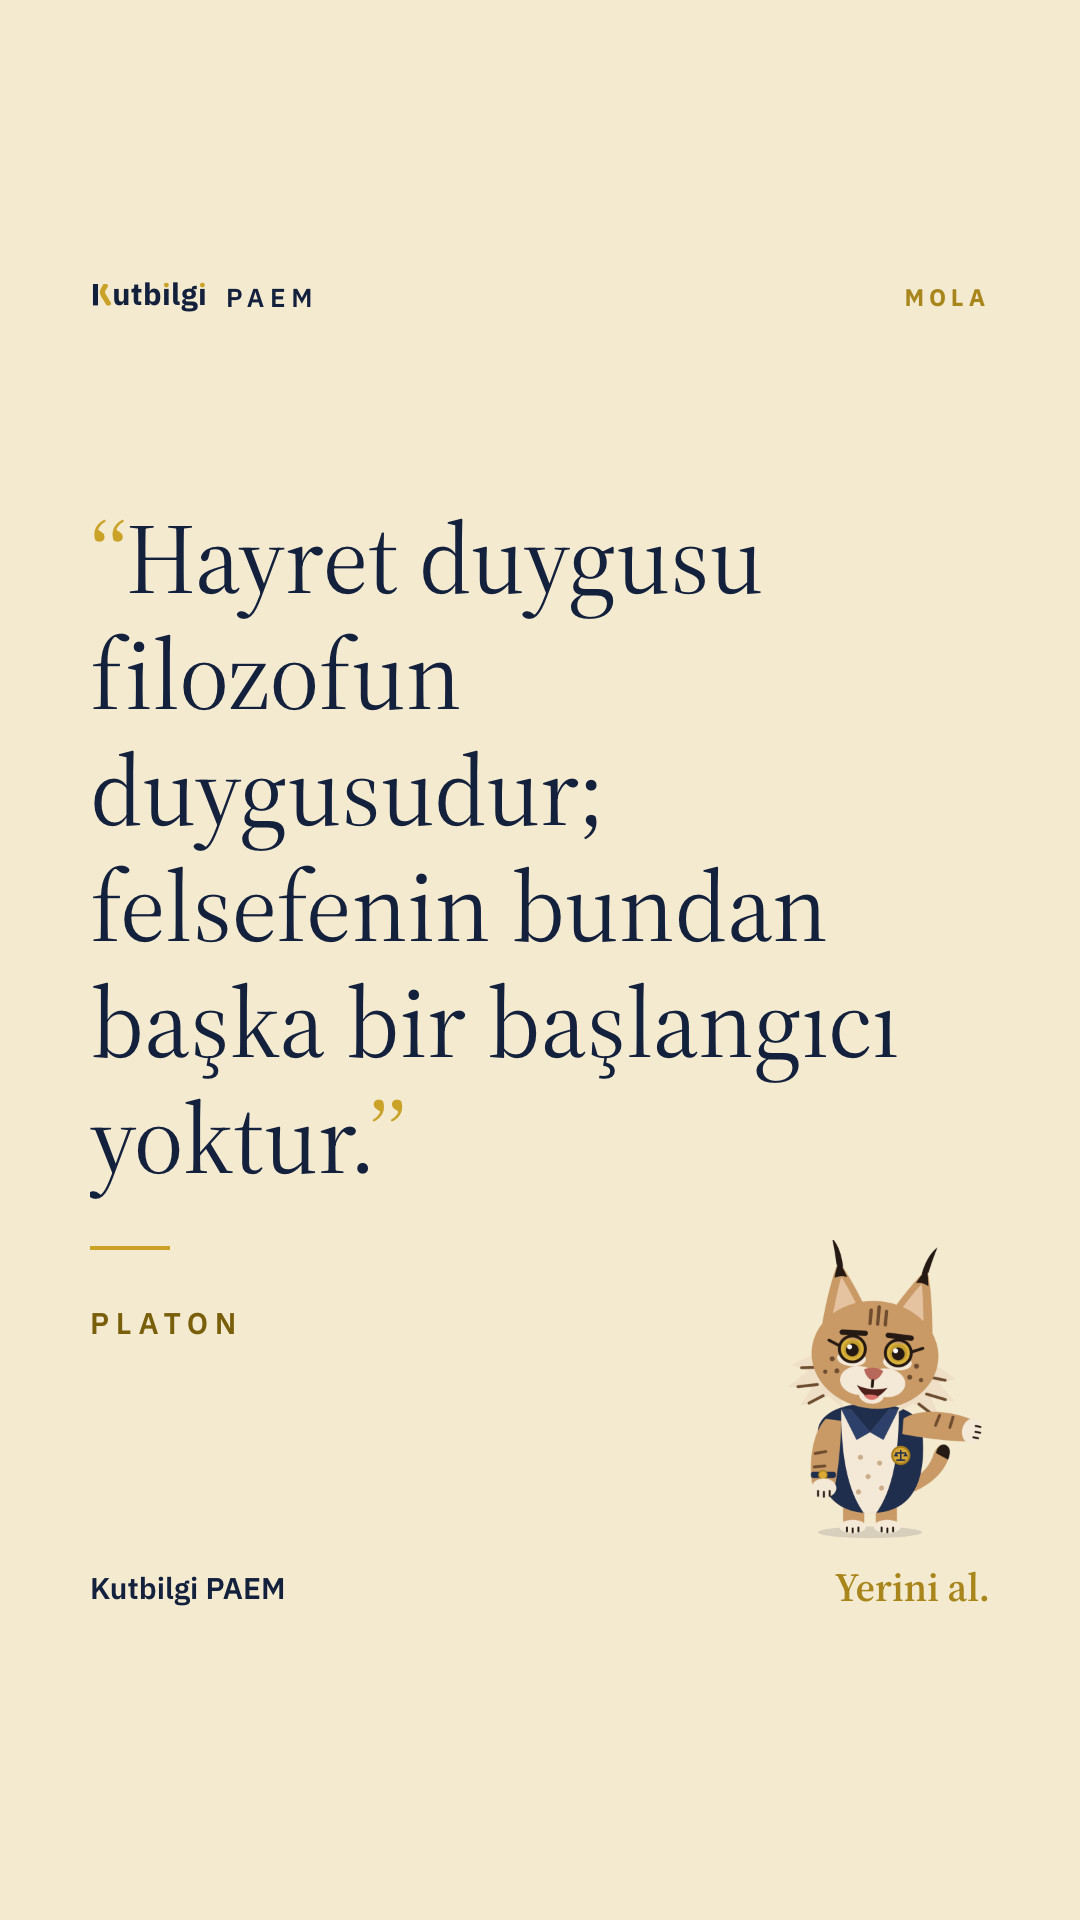 Kutbilgi PAEM
MOLA
“Hayret duygusu
filozofun
duygusudur;
felsefenin bundan
başka bir başlangıcı
yoktur.”
PLATON
Kutbilgi PAEM
Yerini al.